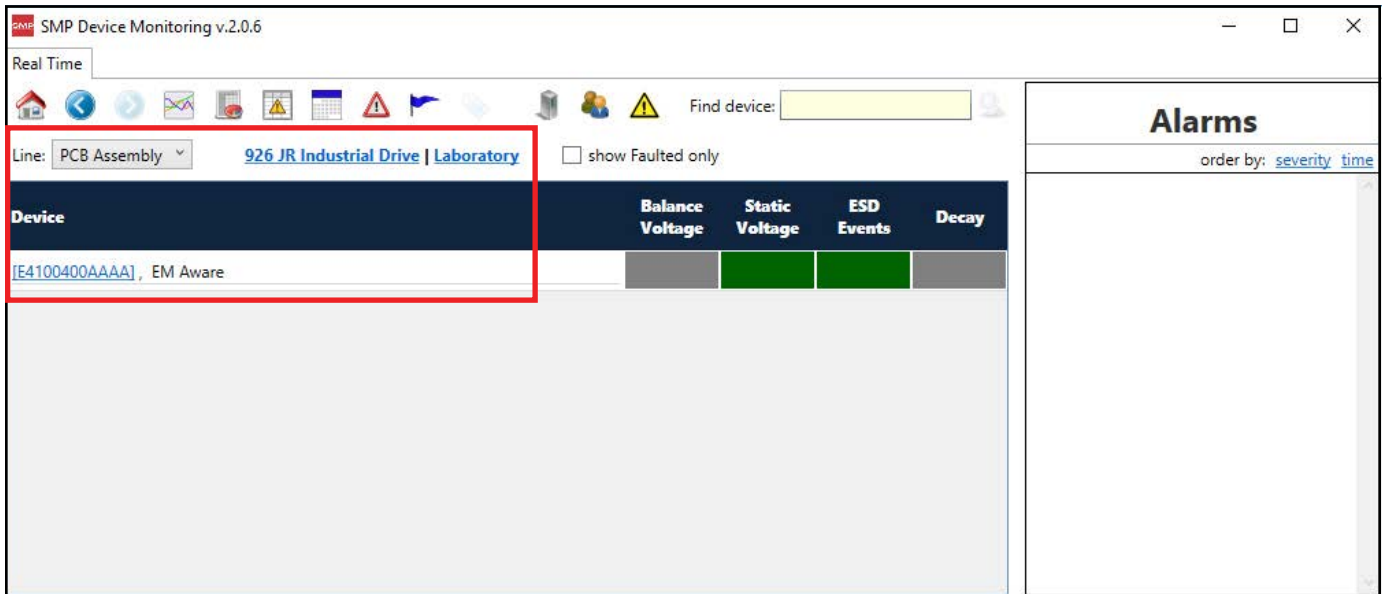 SMP SMP Device Monitoring v.2.0.6
Real Time
Find device:
Line: PCB Assembly 926 JR Industrial Drive | Laboratory show Faulted only
Device Balance Voltage Static Voltage ESD Events Decay
[E4100400AAAA] , EM Aware
Alarms
order by: severity time